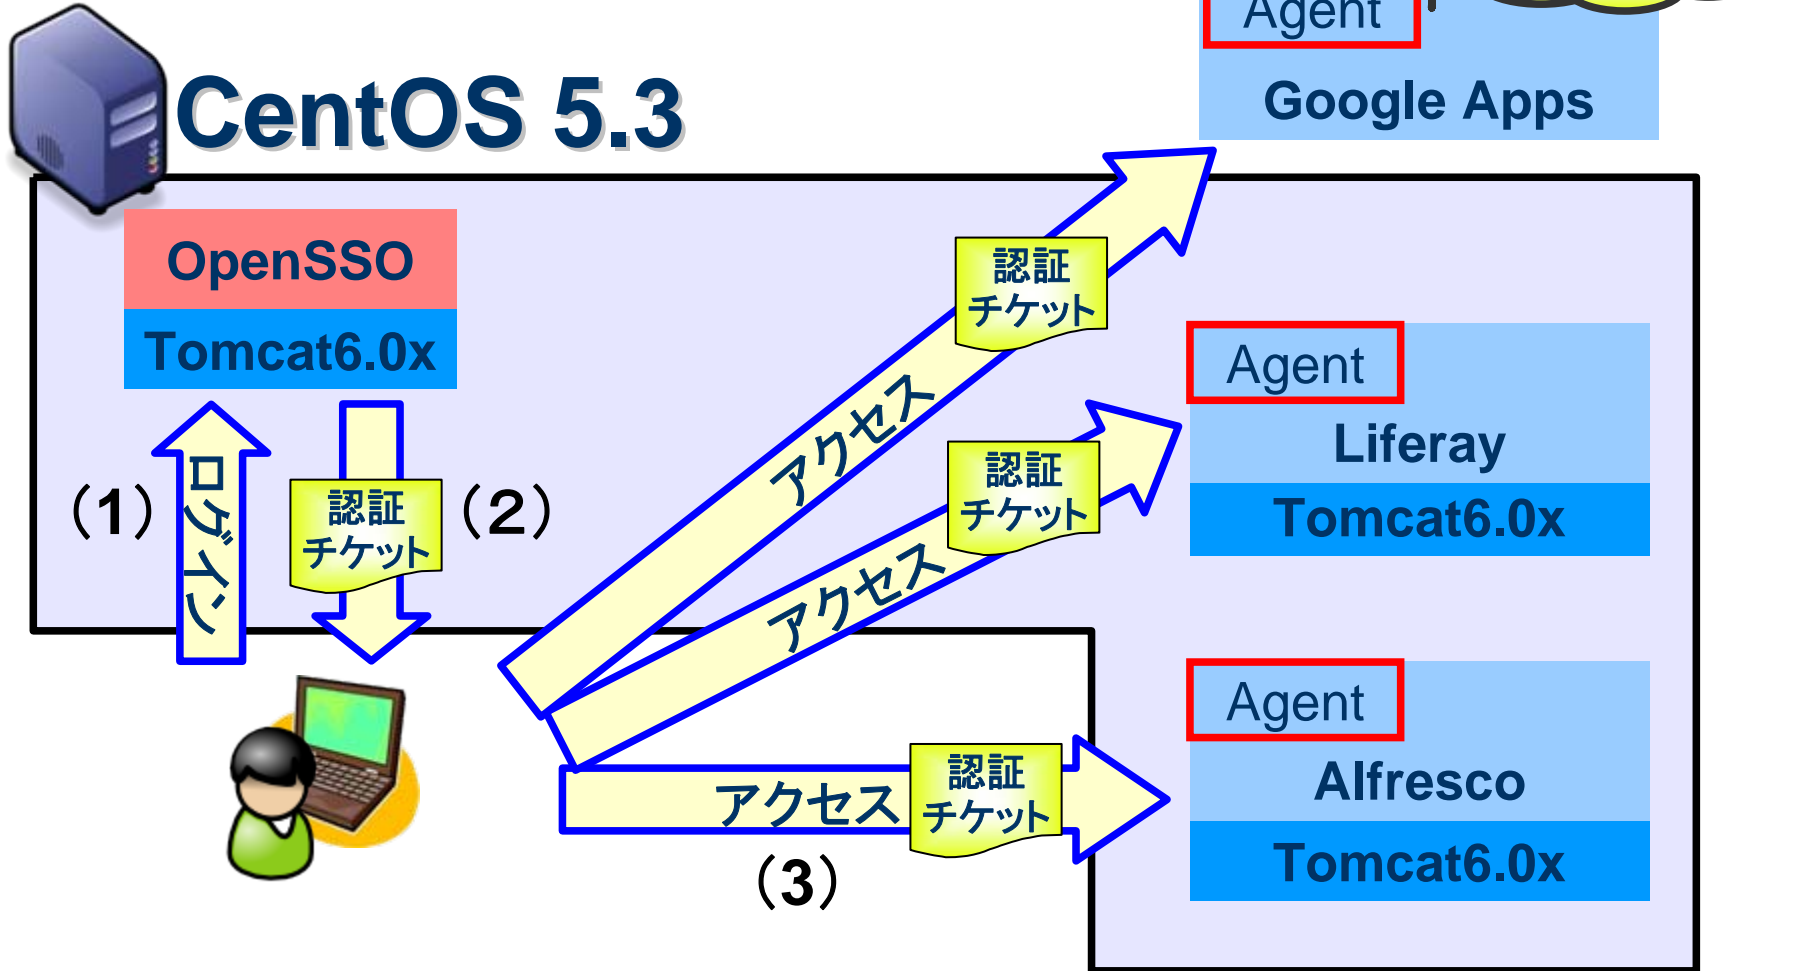 Agent
Google Apps
CentOS 5.3
OpenSSO
Tomcat6.0x
(1)
ログイン
認証
チケット
(2)
認証
チケット
アクセス
認証
チケット
アクセス
認証
チケット
アクセス
(3)
Agent
Liferay
Tomcat6.0x
Agent
Alfresco
Tomcat6.0x